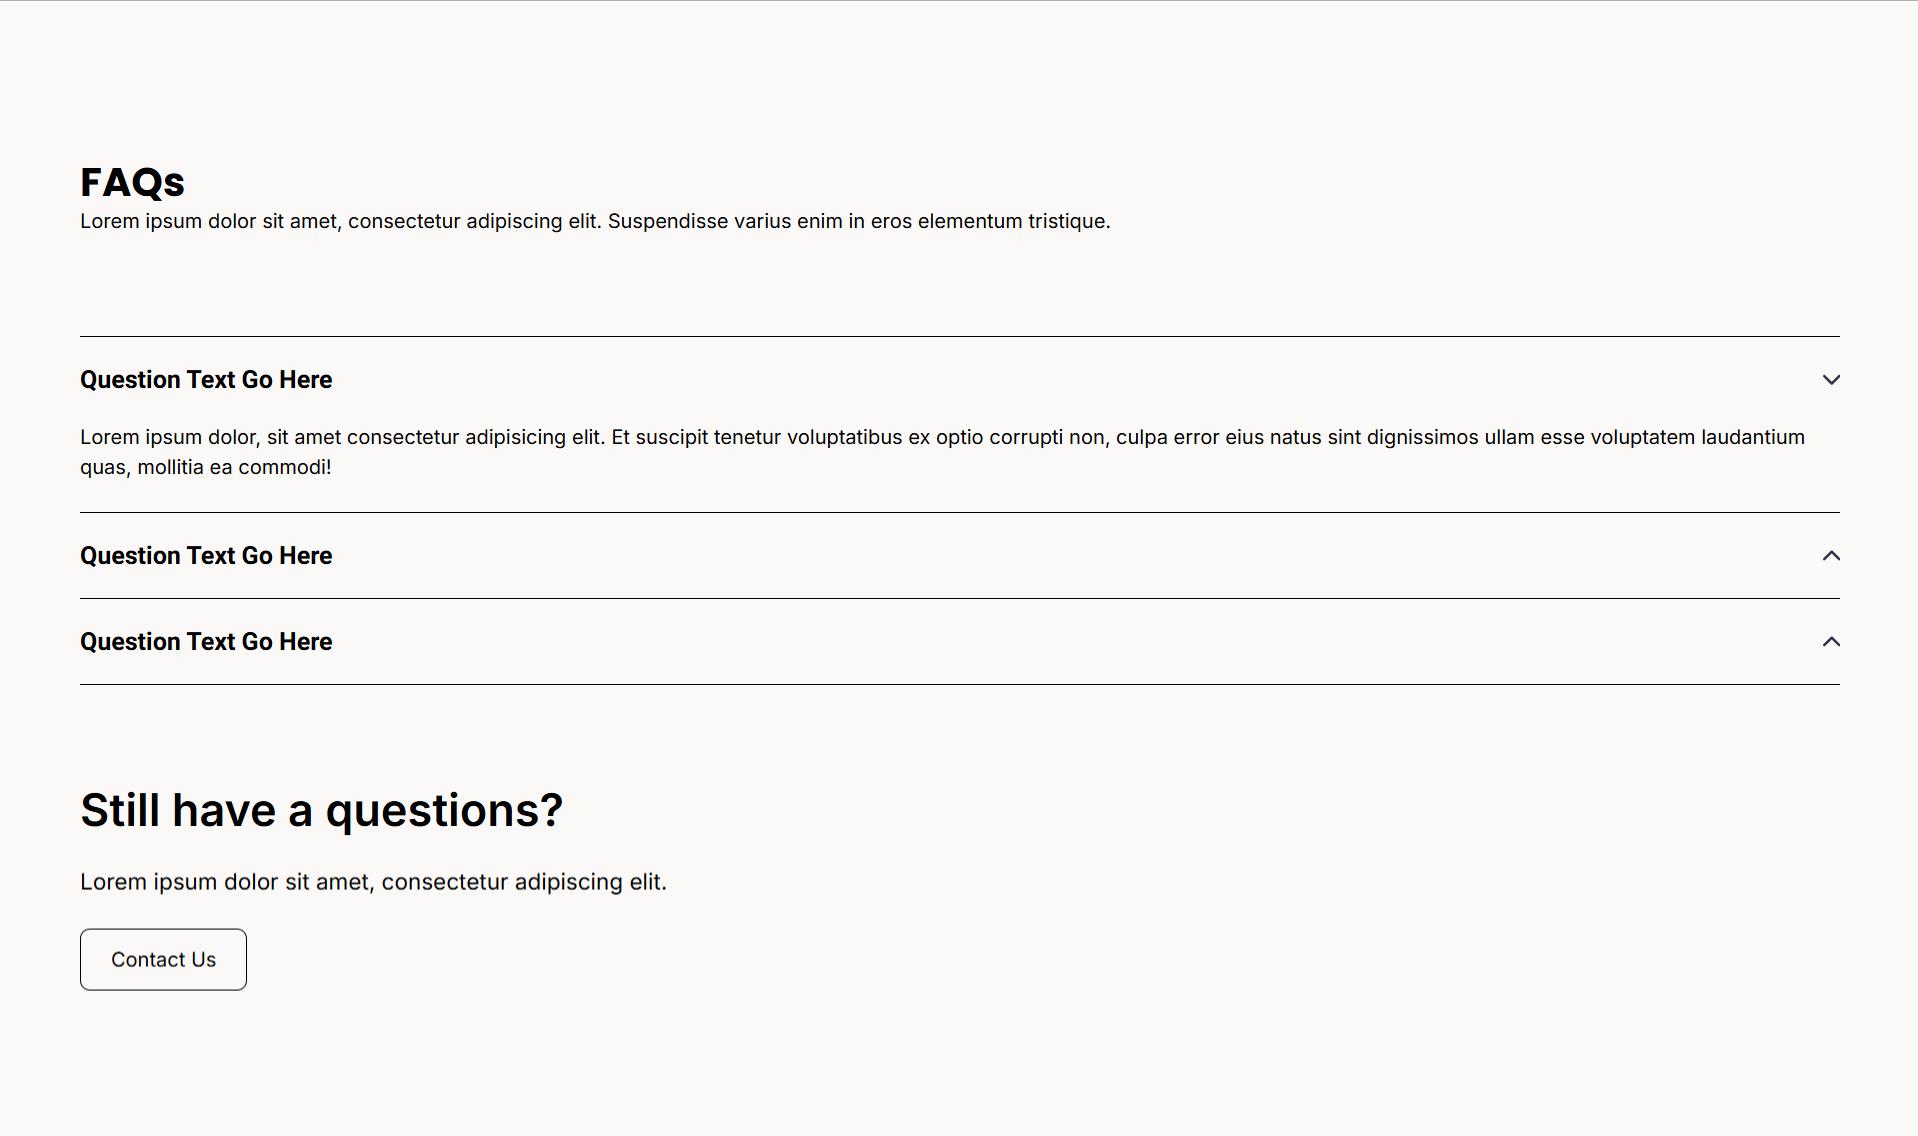 FAQs
Lorem ipsum dolor sit amet, consectetur adipiscing elit. Suspendisse varius enim in eros elementum tristique.
Question Text Go Here
Lorem ipsum dolor, sit amet consectetur adipisicing elit. Et suscipit tenetur voluptatibus ex optio corrupti non, culpa error eius natus sint dignissimos ullam esse voluptatem laudantium
quas, mollitia ea commodi!
Question Text Go Here
Question Text Go Here
Still have a questions?
Lorem ipsum dolor sit amet, consectetur adipiscing elit.
Contact Us